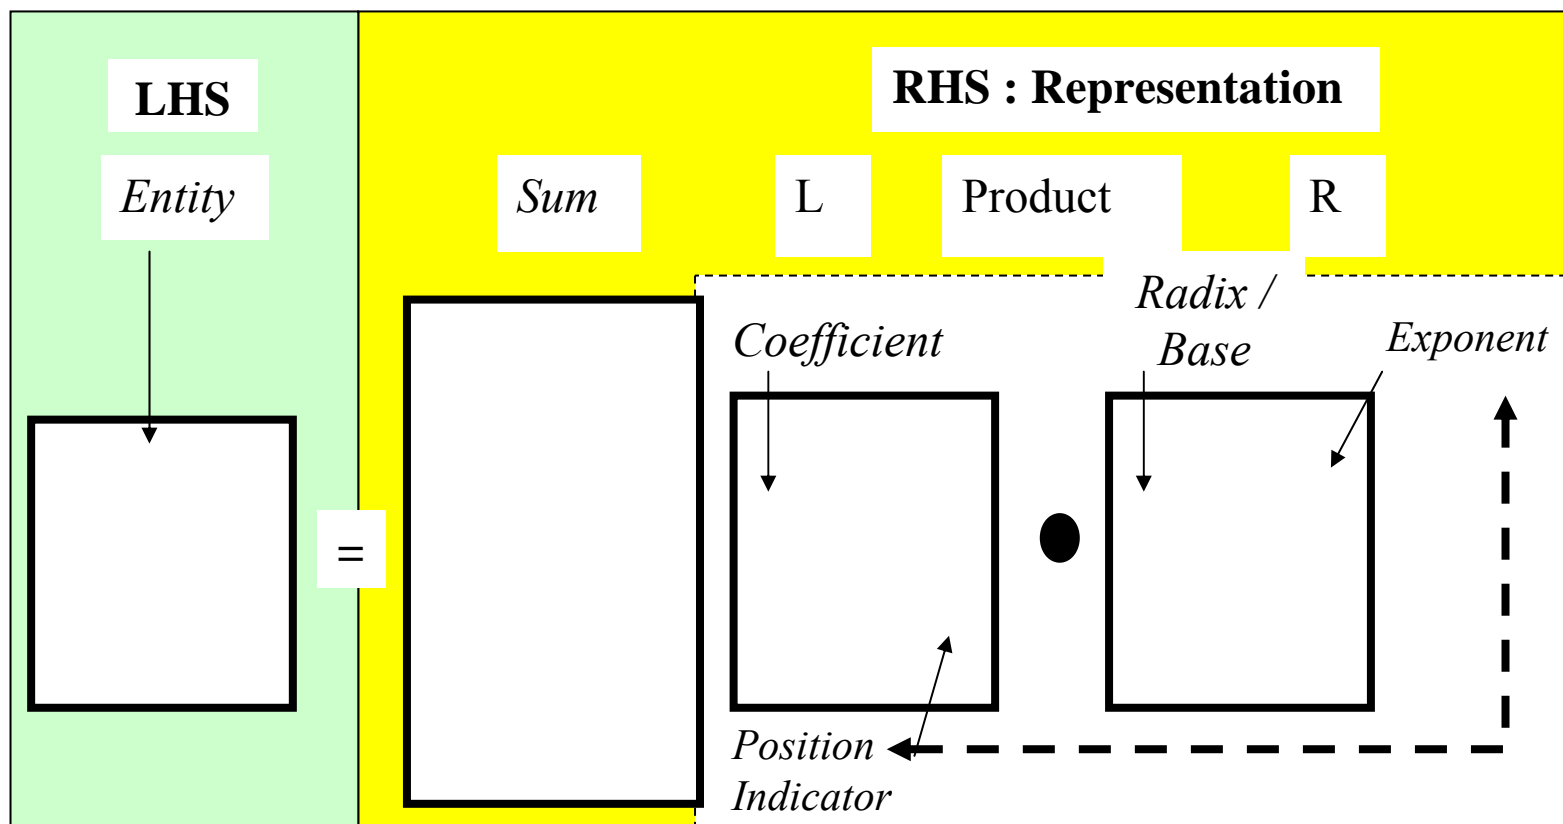 LHS
RHS : Representation
Entity
Sum
L
Product
R
Radix /
Base
Coefficient
Exponent
=
Position
Indicator